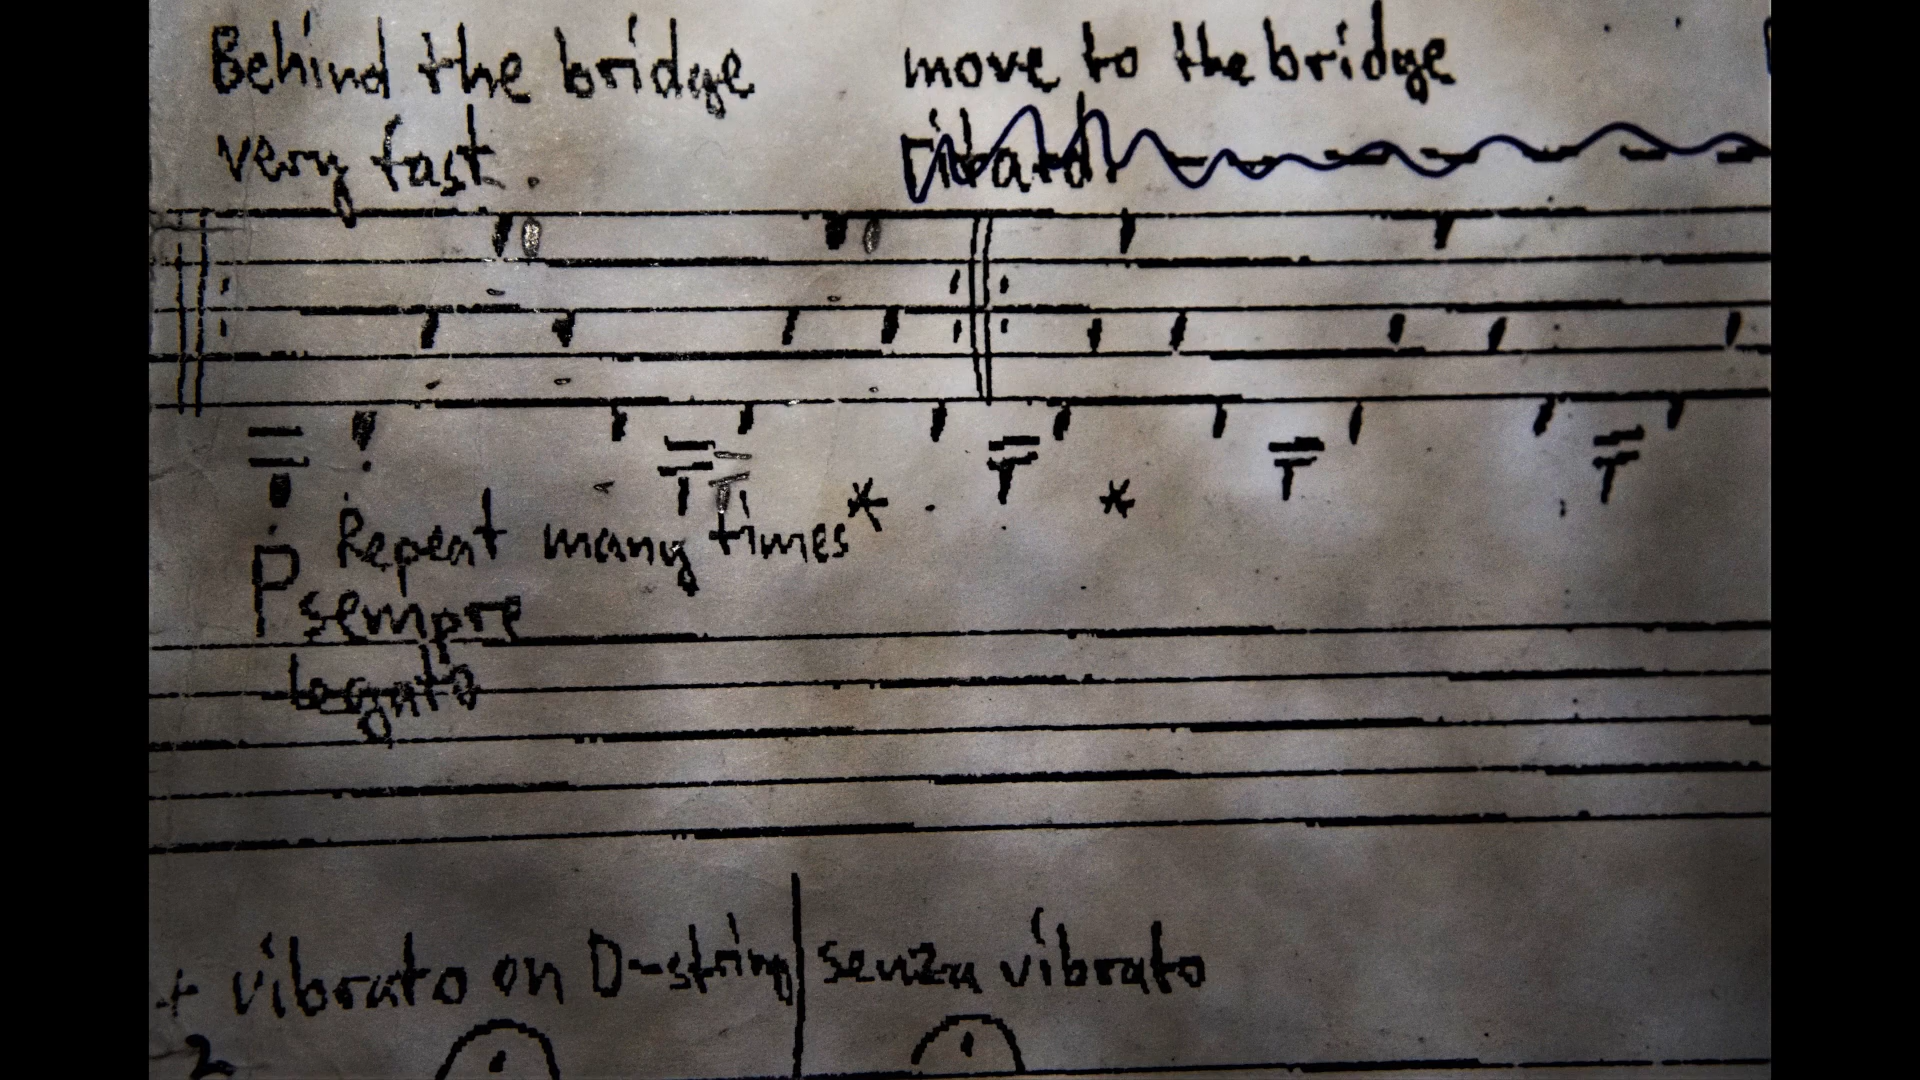 Behind the bridge
very fast.
move to the bridge
Repeat many times*
*
P sempre
legato
+ vibrato on D-string
senza vibrato
2